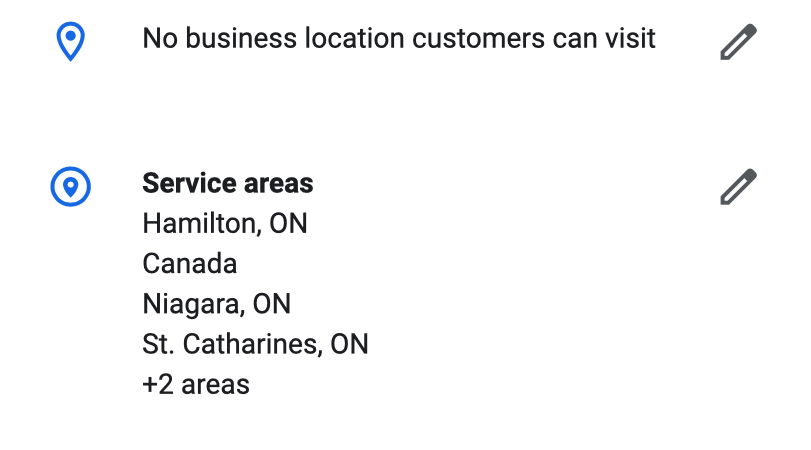 No business location customers can visit
Service areas
Hamilton, ON
Canada
Niagara, ON
St. Catharines, ON
+2 areas